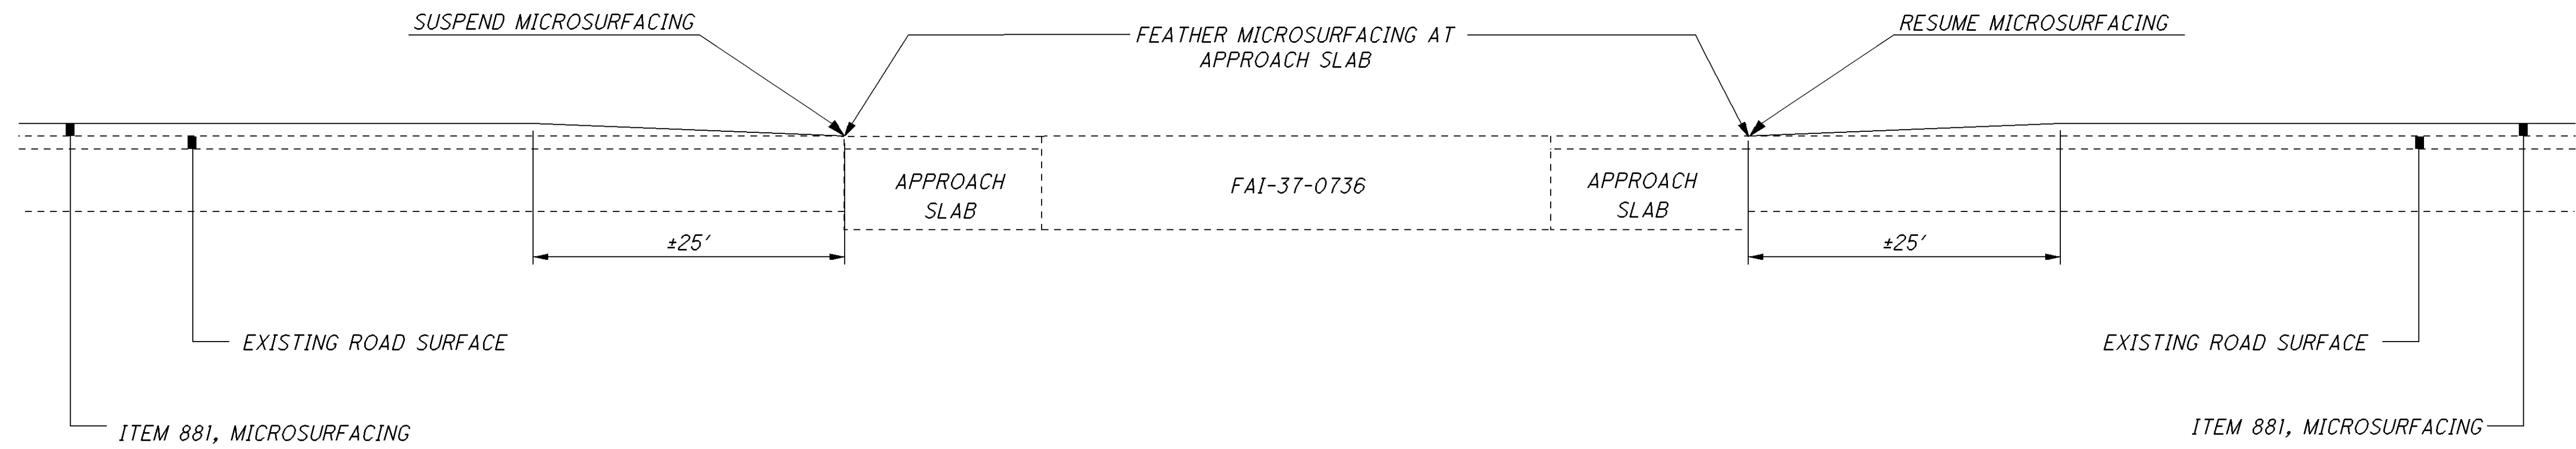 SUSPEND MICROSURFACING
FEATHER MICROSURFACING AT
APPROACH SLAB
RESUME MICROSURFACING
APPROACH
SLAB
FAI-37-0736
APPROACH
SLAB
±25'
±25'
EXISTING ROAD SURFACE
EXISTING ROAD SURFACE
ITEM 881, MICROSURFACING
ITEM 881, MICROSURFACING